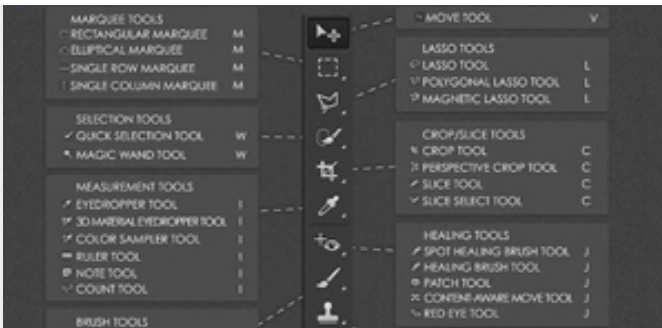 MARQUEE TOOLS
RECTANGULAR MARQUEE M
ELLIPTICAL MARQUEE M
SINGLE ROW MARQUEE M
SINGLE COLUMN MARQUEE M
SELECTION TOOLS
QUICK SELECTION TOOL W
MAGIC WAND TOOL W
MEASUREMENT TOOLS
EYEDROPPER TOOL I
3D MATERIAL EYEDROPPER TOOL I
COLOR SAMPLER TOOL I
RULER TOOL I
NOTE TOOL I
COUNT TOOL I
BRUSH TOOLS
MOVE TOOL V
LASSO TOOLS
LASSO TOOL L
POLYGONAL LASSO TOOL L
MAGNETIC LASSO TOOL L
CROP/SLICE TOOLS
CROP TOOL C
PERSPECTIVE CROP TOOL C
SLICE TOOL C
SLICE SELECT TOOL C
HEALING TOOLS
SPOT HEALING BRUSH TOOL J
HEALING BRUSH TOOL J
PATCH TOOL J
CONTENT-AWARE MOVE TOOL J
RED EYE TOOL J